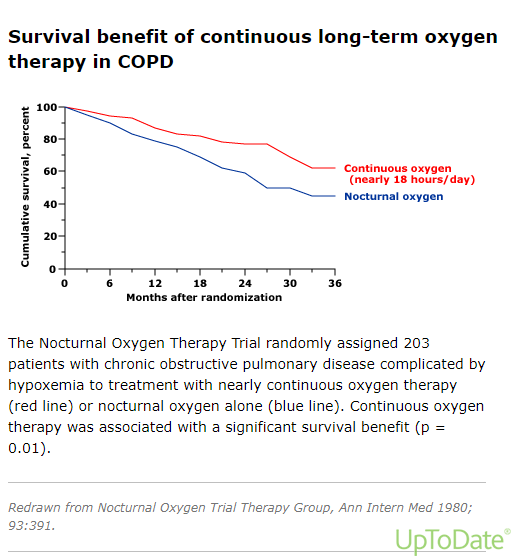 Survival benefit of continuous long-term oxygen
therapy in COPD
Cumulative survival, percent
100
80
60
40
20
0
0 6 12 18 24 30 36
Months after randomization
Continuous oxygen
(nearly 18 hours/day)
Nocturnal oxygen
The Nocturnal Oxygen Therapy Trial randomly assigned 203
patients with chronic obstructive pulmonary disease complicated by
hypoxemia to treatment with nearly continuous oxygen therapy
(red line) or nocturnal oxygen alone (blue line). Continuous oxygen
therapy was associated with a significant survival benefit (p =
0.01).
Redrawn from Nocturnal Oxygen Trial Therapy Group, Ann Intern Med 1980;
93:391.
UpToDate®